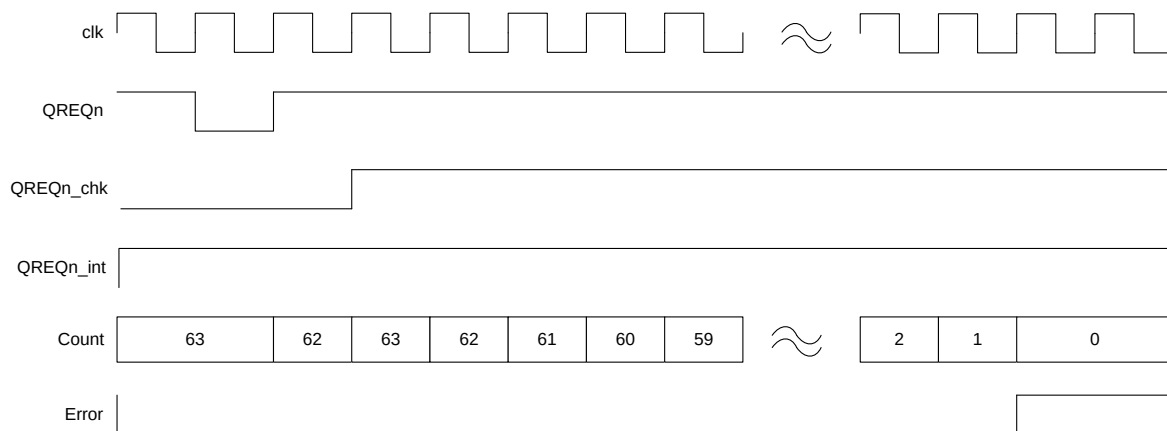 clk
QREQn
QREQn_chk
QREQn_int
Count 63 62 63 62 61 60 59 2 1 0
Error